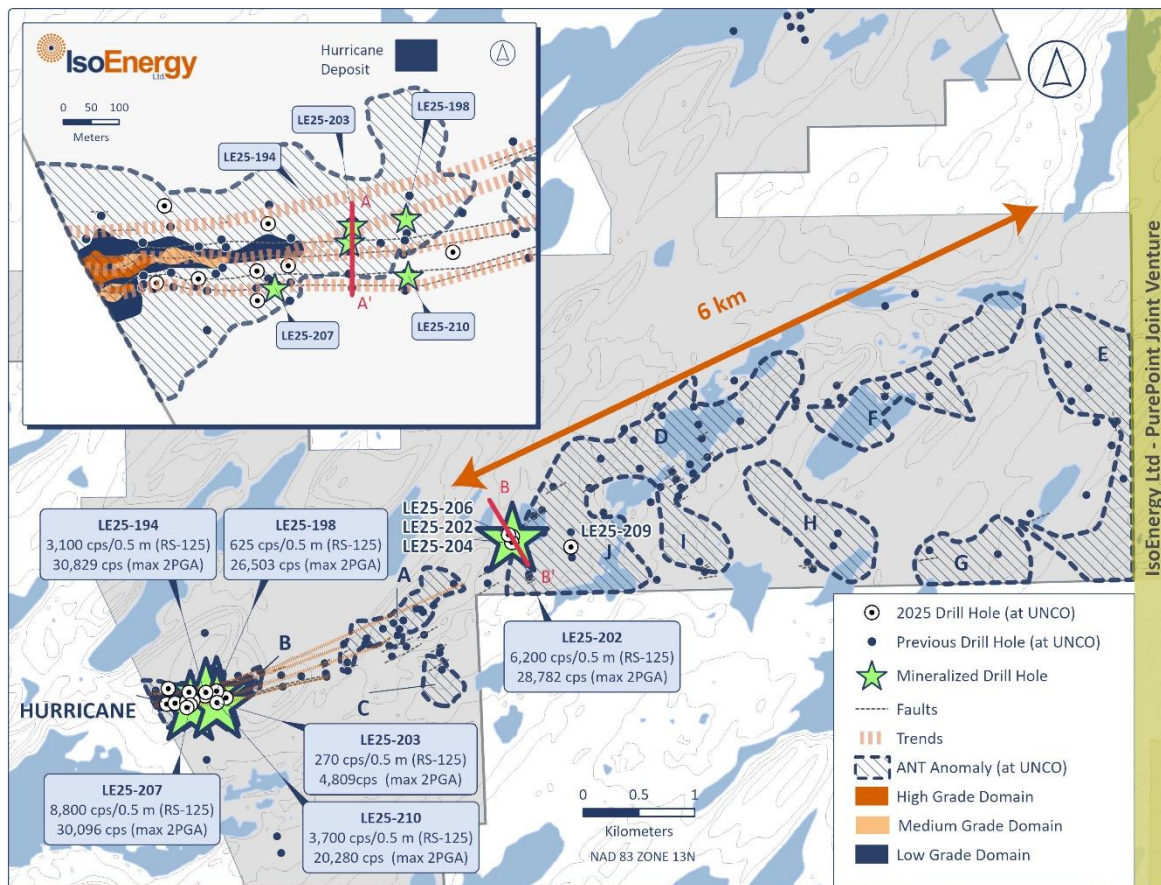 IsoEnergy
Ltd.
Hurricane
Deposit
0 50 100
Meters
LE25-203
LE25-198
LE25-194
A
A'
LE25-207
LE25-210
6 km
IsoEnergy Ltd - PurePoint Joint Venture
E
F
D
H
I
G
J
B
LE25-206
LE25-202
LE25-204
LE25-209
B'
LE25-194
3,100 cps/0.5 m (RS-125)
30,829 cps (max 2PGA)
LE25-198
625 cps/0.5 m (RS-125)
26,503 cps (max 2PGA)
A
B
C
HURRICANE
LE25-202
6,200 cps/0.5 m (RS-125)
28,782 cps (max 2PGA)
LE25-203
270 cps/0.5 m (RS-125)
4,809cps (max 2PGA)
LE25-207
8,800 cps/0.5 m (RS-125)
30,096 cps (max 2PGA)
LE25-210
3,700 cps/0.5 m (RS-125)
20,280 cps (max 2PGA)
0 0.5 1
Kilometers
NAD 83 ZONE 13N
2025 Drill Hole (at UNCO)
Previous Drill Hole (at UNCO)
Mineralized Drill Hole
Faults
Trends
ANT Anomaly (at UNCO)
High Grade Domain
Medium Grade Domain
Low Grade Domain